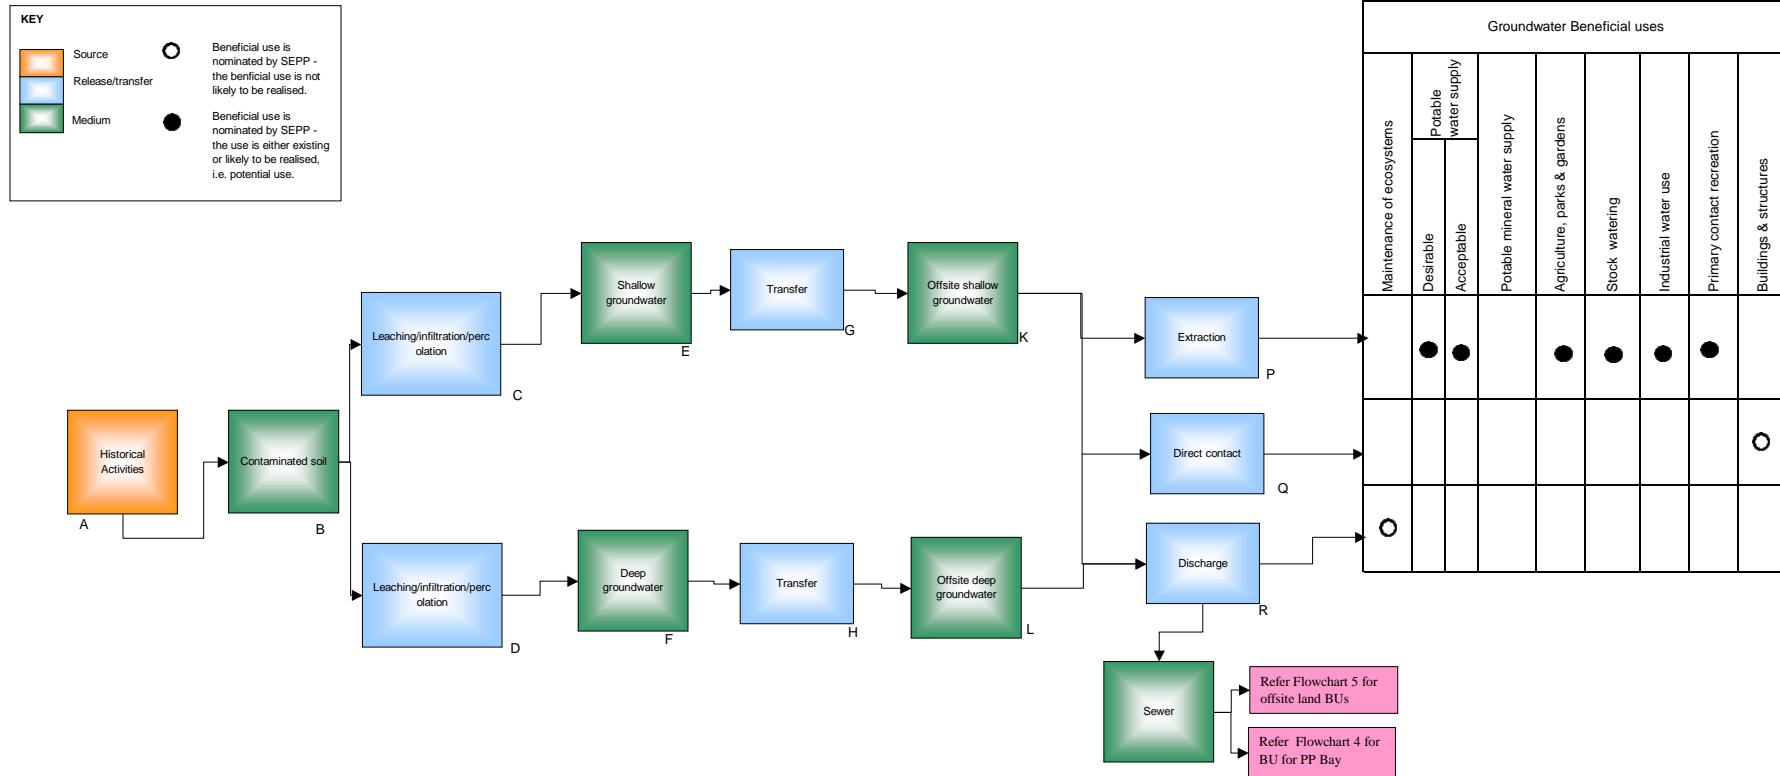 KEY
Source
Release/transfer
Medium
Beneficial use is
nominated by SEPP -
the benficial use is not
likely to be realised.
Beneficial use is
nominated by SEPP -
the use is either existing
or likely to be realised,
i.e. potential use.
Groundwater Beneficial uses
Maintenance of ecosystems
Potable
water supply
Desirable
Acceptable
Potable mineral water supply
Agriculture, parks & gardens
Stock watering
Industrial water use
Primary contact recreation
Buildings & structures
Historical
Activities
A
Contaminated soil
B
Leaching/infiltration/perc
olation
C
Leaching/infiltration/perc
olation
D
Shallow
groundwater
E
Deep
groundwater
F
Transfer
G
Transfer
H
Offsite shallow
groundwater
K
Offsite deep
groundwater
L
Extraction
P
Direct contact
Q
Discharge
R
Sewer
Refer Flowchart 5 for
offsite land BUs
Refer Flowchart 4 for
BU for PP Bay